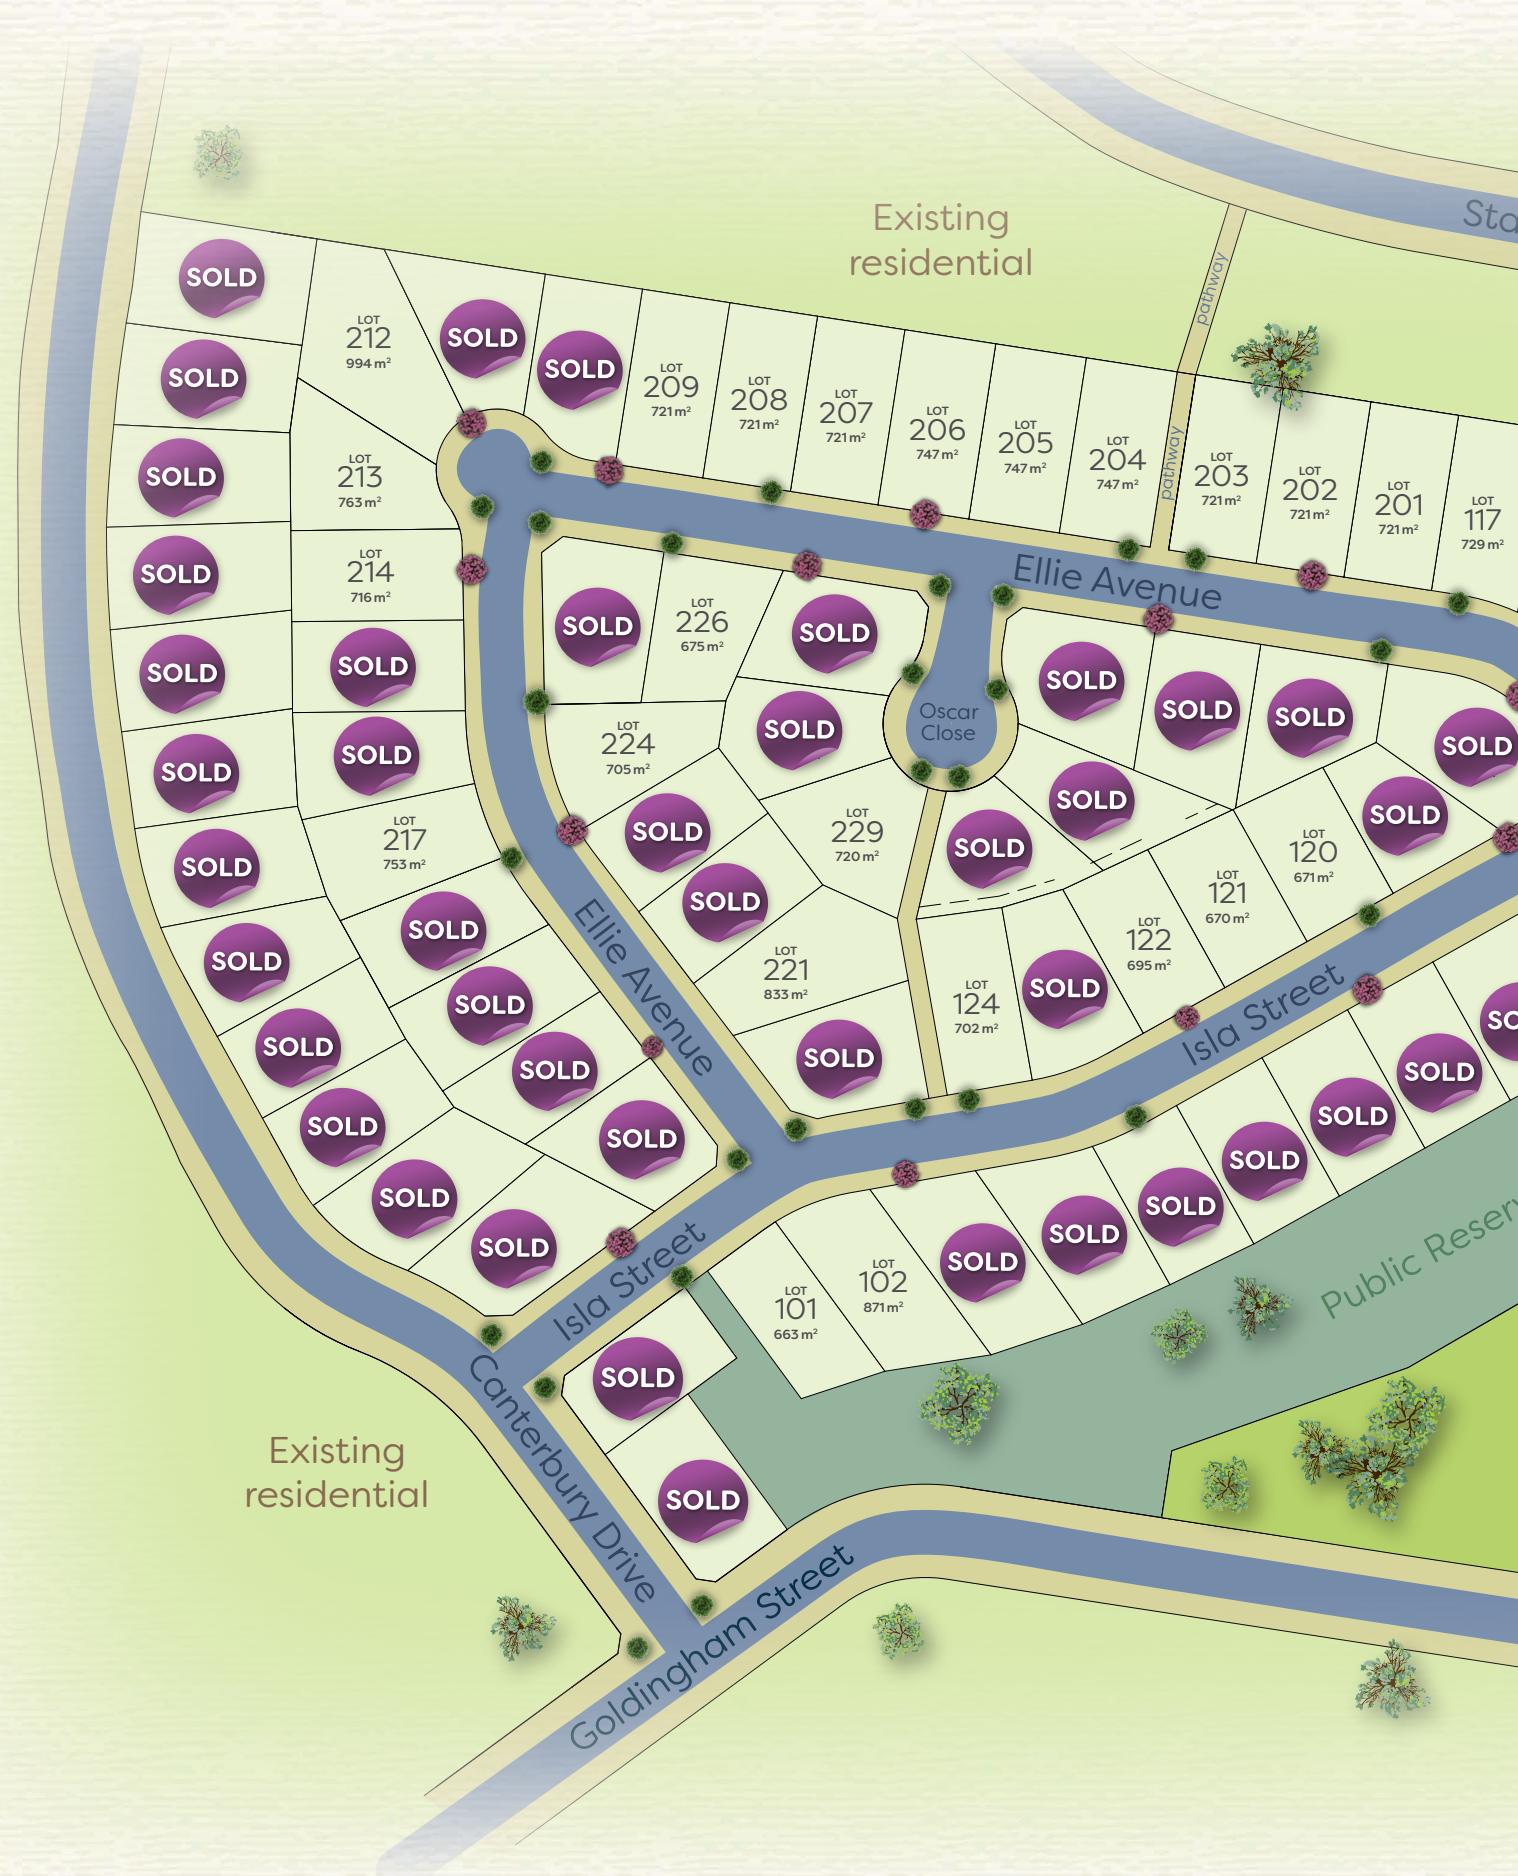 Existing
residential
Sta
pathway
SOLD
SOLD
LOT
212
994 m²
SOLD
SOLD
LOT
209
721 m²
LOT
208
721 m²
LOT
207
721 m²
LOT
206
747 m²
LOT
205
747 m²
LOT
204
747 m²
pathway
LOT
203
721 m²
LOT
202
721 m²
LOT
201
721 m²
LOT
117
729 m²
SOLD
LOT
213
763 m²
SOLD
LOT
214
716 m²
Ellie Avenue
SOLD
SOLD
SOLD
LOT
226
675 m²
SOLD
SOLD
SOLD
SOLD
SOLD
Oscar
Close
SOLD
SOLD
LOT
224
705 m²
SOLD
SOLD
SOLD
LOT
217
753 m²
SOLD
LOT
229
720 m²
SOLD
SOLD
LOT
120
671 m²
LOT
121
670 m²
LOT
122
695 m²
SOLD
SOLD
SOLD
Ellie Avenue
LOT
221
833 m²
LOT
124
702 m²
SOLD
Isla Street
SOLD
SOLD
SOLD
SOLD
SOLD
SOLD
SO
SOLD
SOLD
SOLD
SOLD
SOLD
SOLD
SOLD
SOLD
Isla Street
LOT
101
663 m²
LOT
102
871 m²
SOLD
Public Reserv
SOLD
Canterbury Drive
SOLD
Existing
residential
Goldingham Street